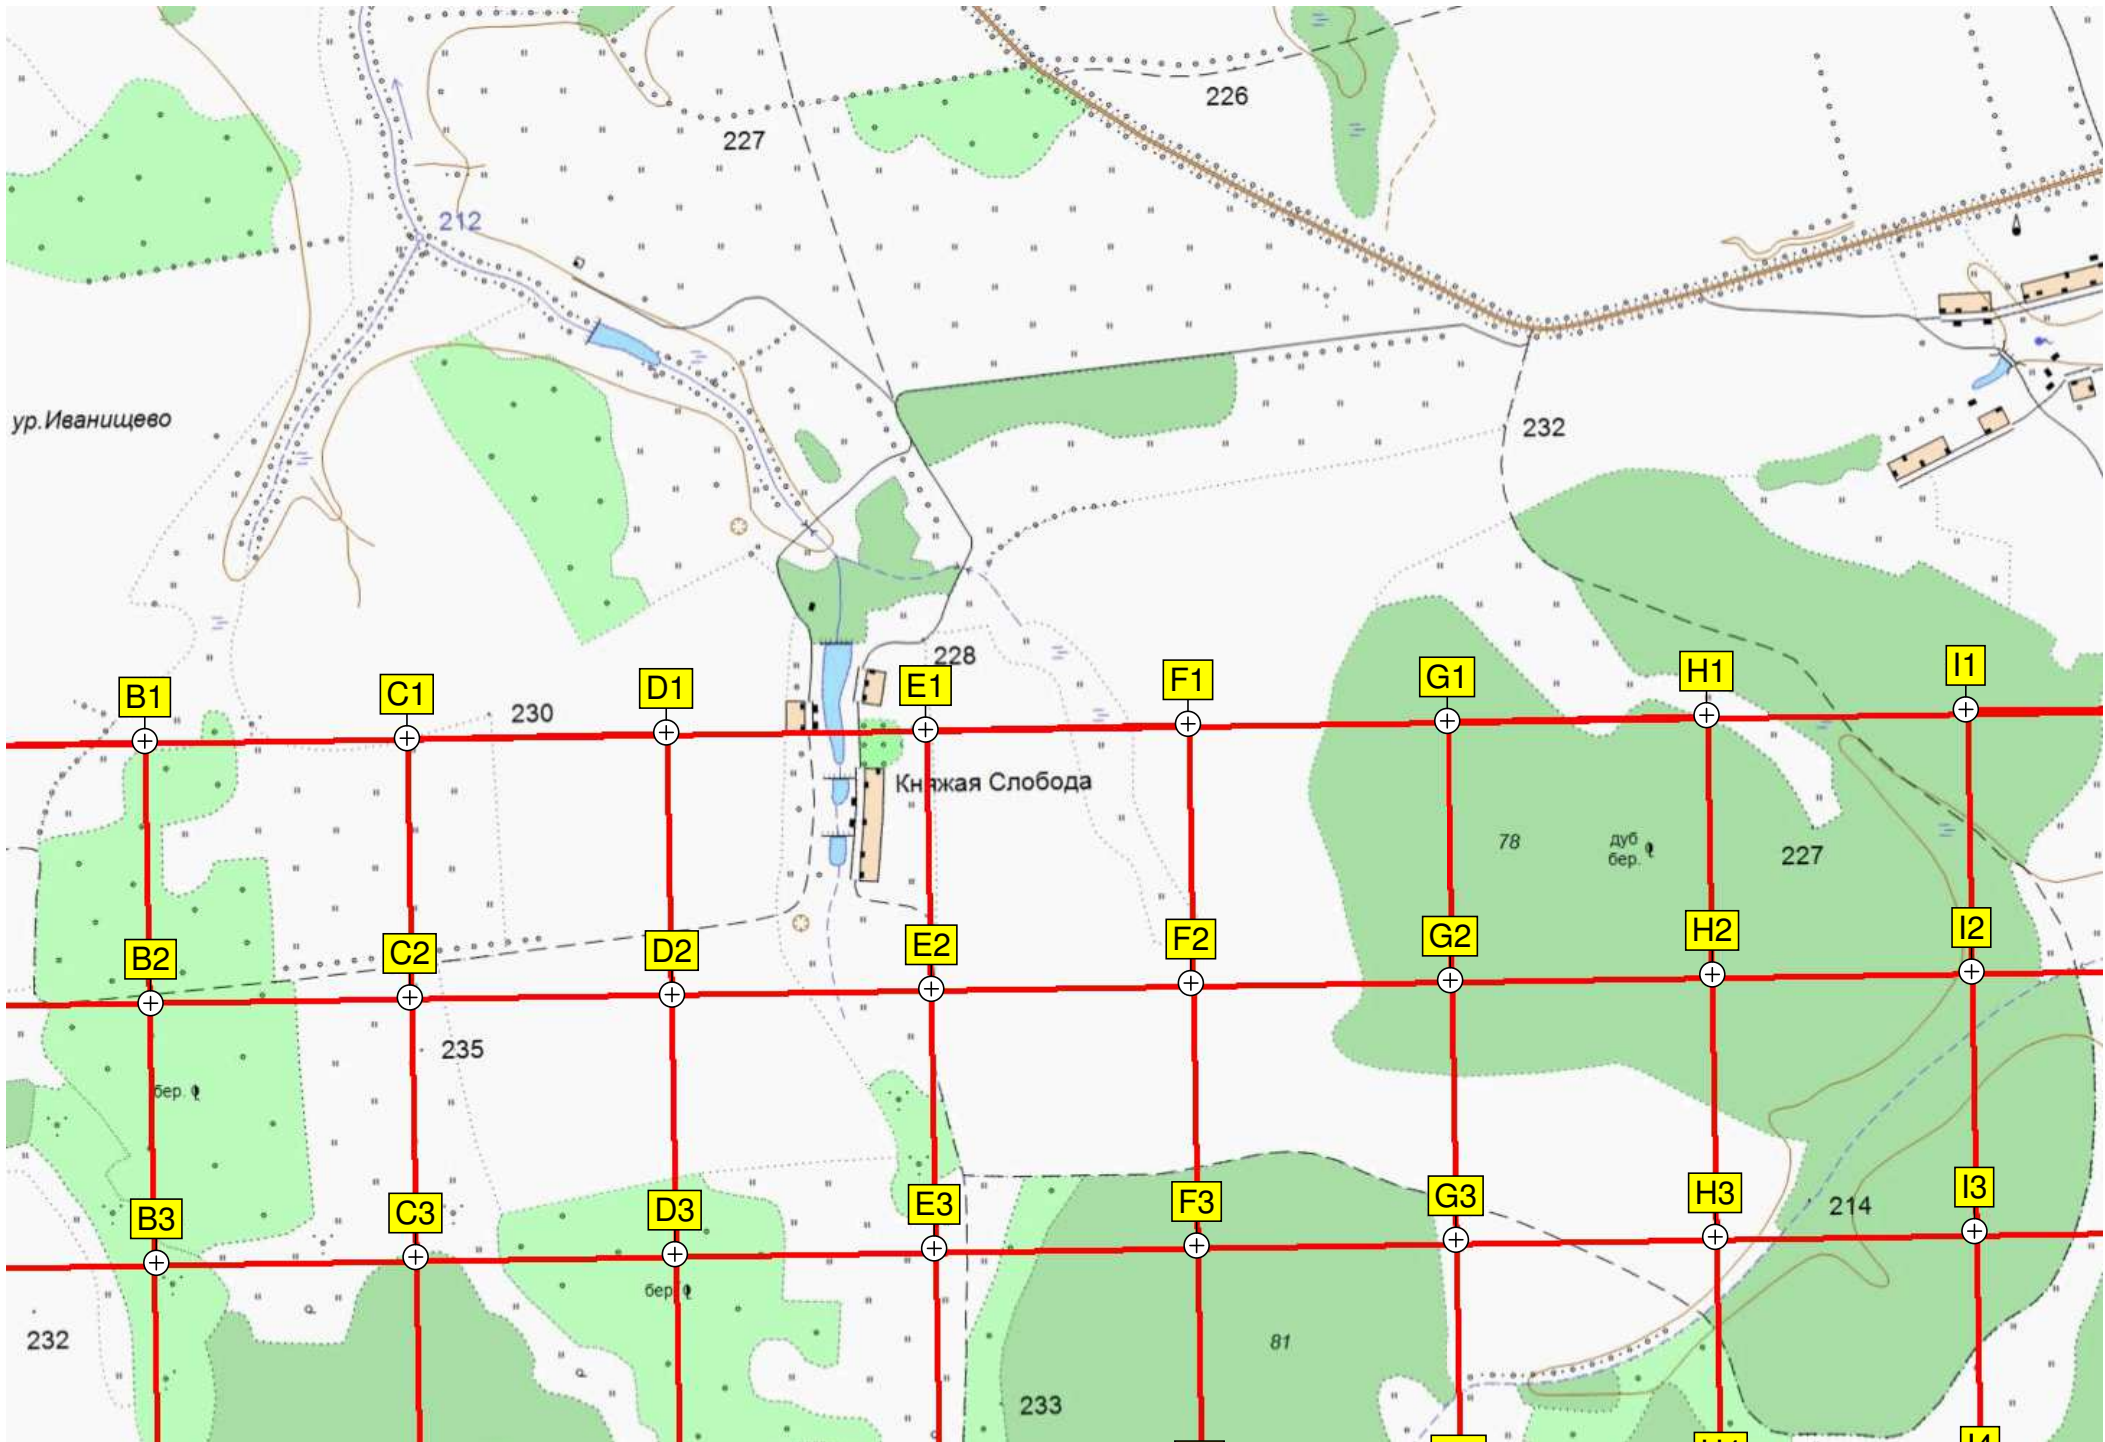 226
227
212
ур.Иванищево
232
228
B1
C1
D1
E1
F1
G1
H1
I1
230
Княжая Слобода
78
дуб
бер.
227
B2
C2
D2
E2
F2
G2
H2
I2
235
бер.
B3
C3
D3
E3
F3
G3
H3
I3
214
бер.
232
81
233
I4